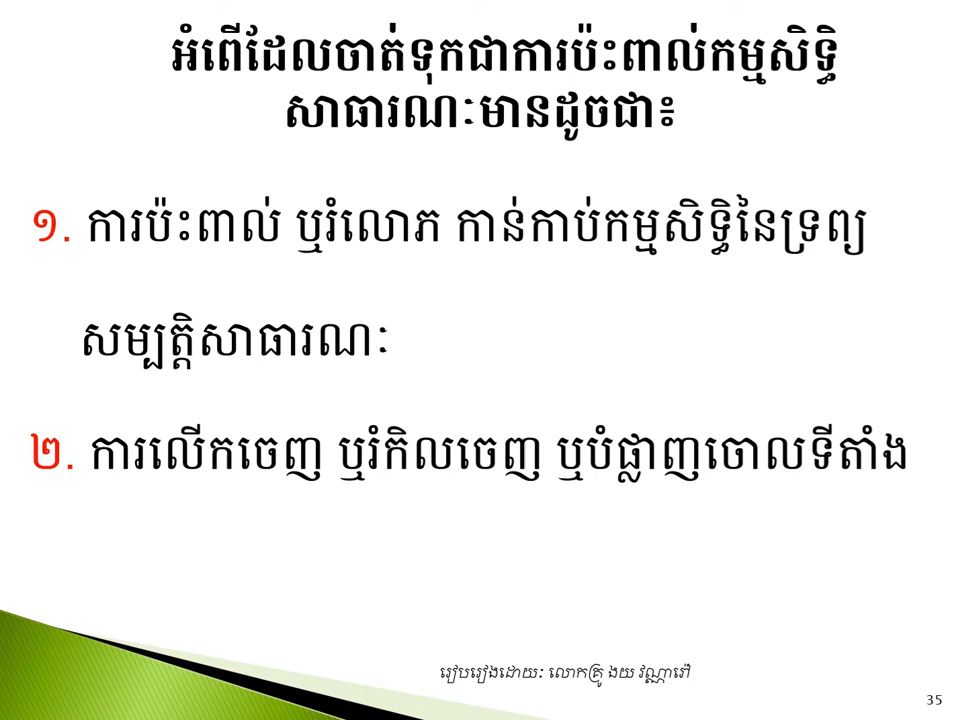 អំពើដែលចាត់ទុកជាការប៉ះពាល់កម្មសិទ្ធិ
សាធារណៈមានដូចជា៖
១. ការប៉ះពាល់ ឬរំលោភ កាន់កាប់កម្មសិទ្ធិនៃទ្រព្យ
សម្បត្តិសាធារណៈ
២. ការលើកចេញ ឬរំកិលចេញ ឬបំផ្លាញចោលទីតាំង
រៀបរៀងដោយៈ លោកគ្រូ ងយ វណ្ណាវៅ
35